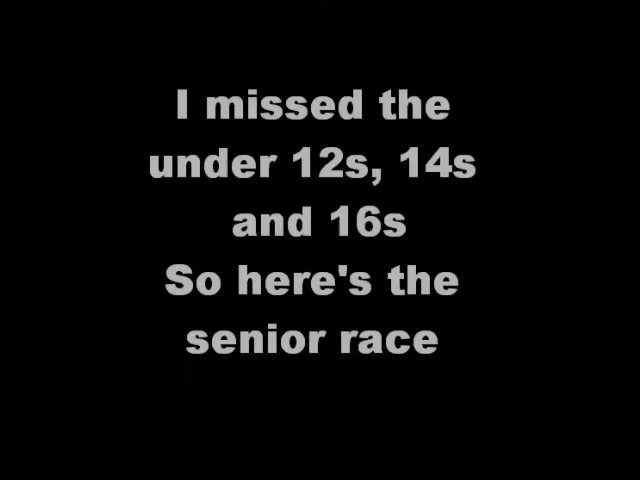 I missed the
under 12s, 14s
and 16s
So here's the
senior race